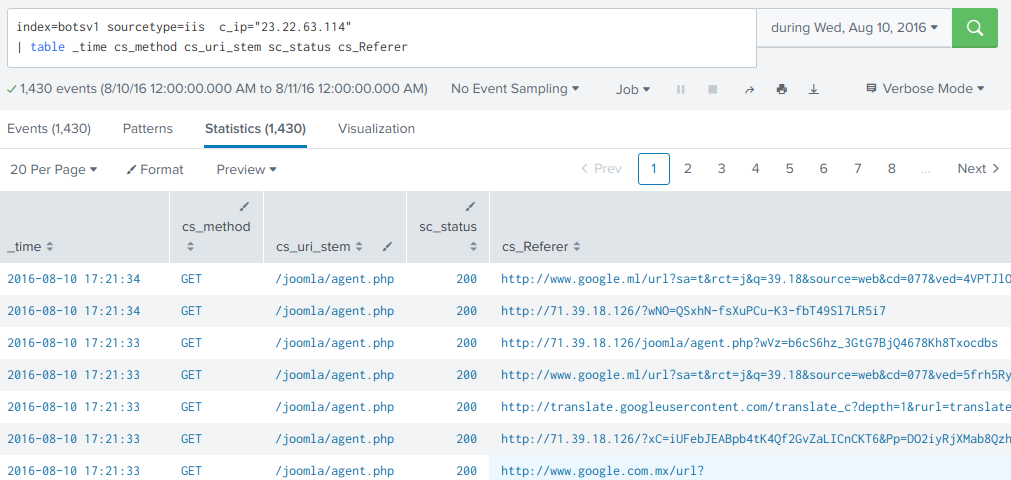 index=botsv1 sourcetype=iis  c_ip="23.22.63.114"
| table _time cs_method cs_uri_stem sc_status cs_Referer
during Wed, Aug 10, 2016
1,430 events (8/10/16 12:00:00.000 AM to 8/11/16 12:00:00.000 AM)
No Event Sampling
Job
Verbose Mode
Events (1,430)
Patterns
Statistics (1,430)
Visualization
20 Per Page
Format
Preview
Prev
1 2 3 4 5 6 7 8 ...
Next
_time cs_method cs_uri_stem sc_status cs_Referer
2016-08-10 17:21:34 GET /joomla/agent.php 200 http://www.google.ml/url?sa=t&rct=j&q=39.18&source=web&cd=077&ved=4VPTJlO
2016-08-10 17:21:34 GET /joomla/agent.php 200 http://71.39.18.126/?wNO=QSxhN-fsXuPCu-K3-fbT49Sl7LR5i7
2016-08-10 17:21:33 GET /joomla/agent.php 200 http://71.39.18.126/joomla/agent.php?wVz=b6cS6hz_3GtG7BjQ4678Kh8Txocdbs
2016-08-10 17:21:33 GET /joomla/agent.php 200 http://www.google.ml/url?sa=t&rct=j&q=39.18&source=web&cd=077&ved=5frh5Ry
2016-08-10 17:21:33 GET /joomla/agent.php 200 http://translate.googleusercontent.com/translate_c?depth=1&rurl=translate
2016-08-10 17:21:33 GET /joomla/agent.php 200 http://71.39.18.126/?xC=iUFebJEABpb4tK4Qf2GvZaLICnCKT6&Pp=DO2iyRjXMab8Qzh
2016-08-10 17:21:33 GET /joomla/agent.php 200 http://www.google.com.mx/url?